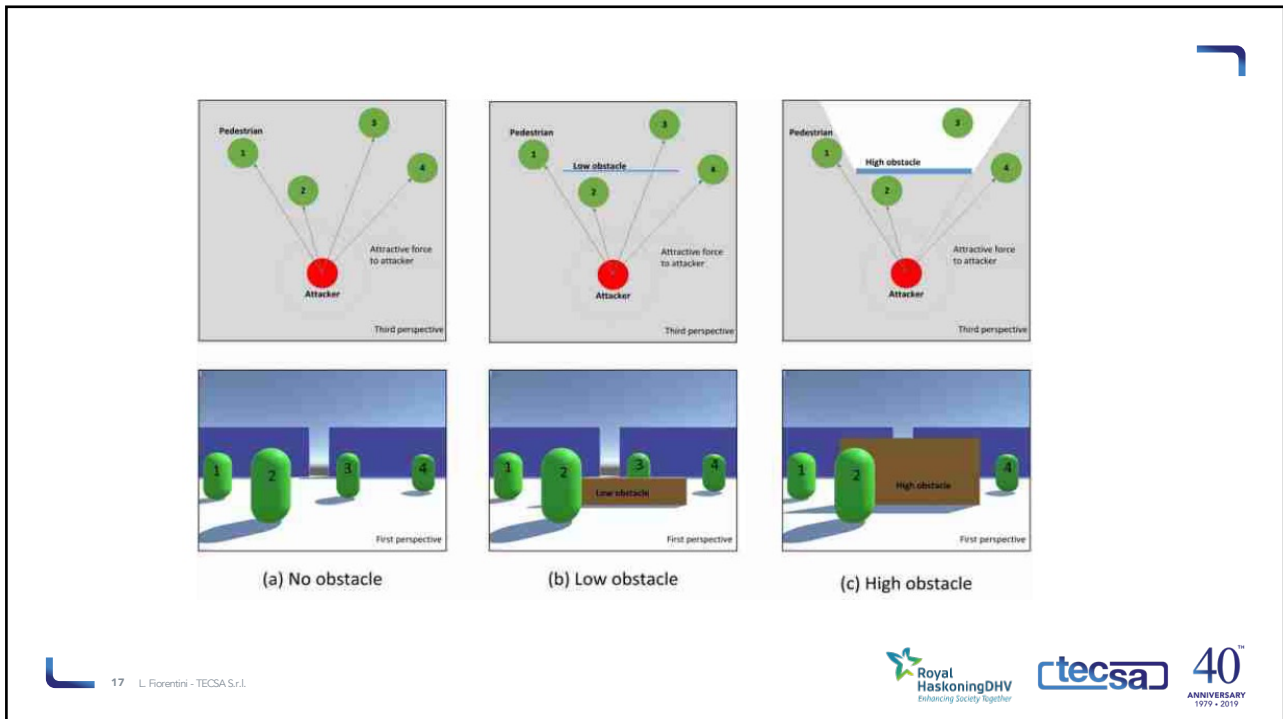 Pedestrian
1
2
3
4
Attractive force
to attacker
Attacker
Third perspective
Pedestrian
1
2
3
4
Low obstacle
Attractive force
to attacker
Attacker
Third perspective
Pedestrian
1
2
3
4
High obstacle
Attractive force
to attacker
Attacker
Third perspective
1
2
3
4
First perspective
1
2
3
4
Low obstacle
First perspective
1
2
4
High obstacle
First perspective
(a) No obstacle
(b) Low obstacle
(c) High obstacle
17 L. Fiorentini - TECSA S.r.l.
Royal
HaskoningDHV
Enhancing Society Together
tecsa
40™
ANNIVERSARY
1979 • 2019